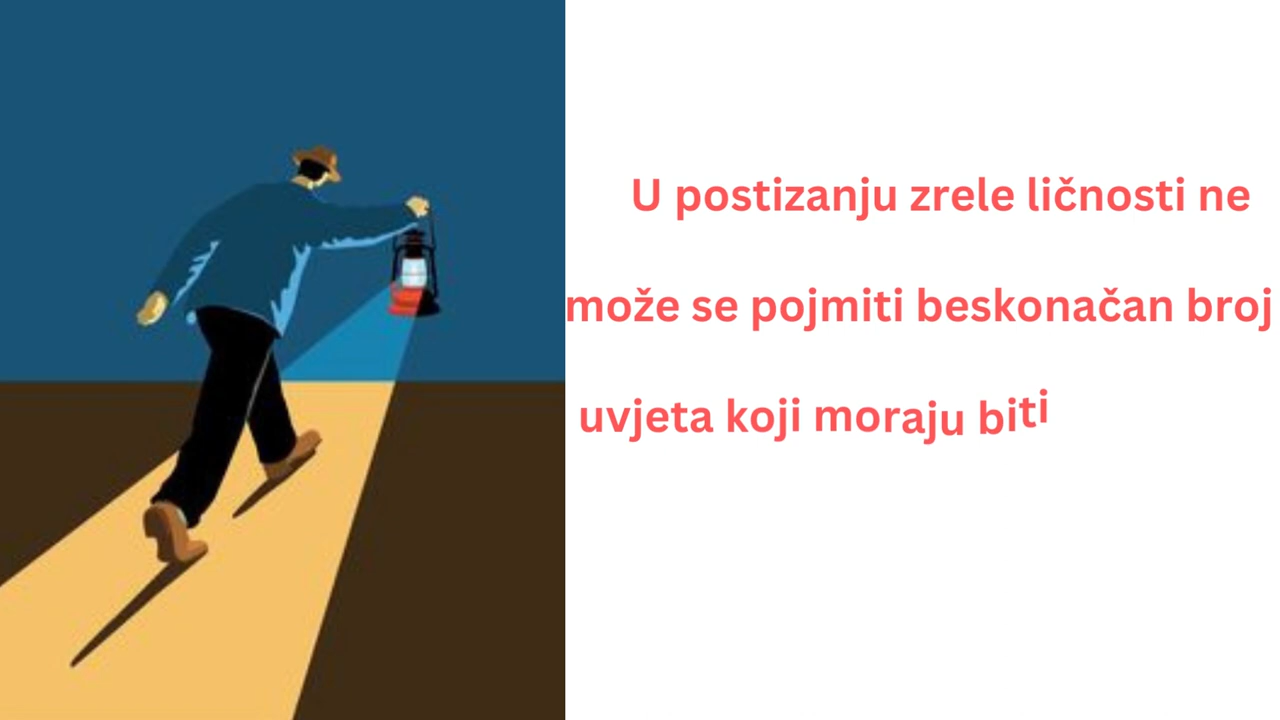 U postizanju zrele ličnosti ne
može se pojmiti beskonačan broj
uvjeta koji moraju biti